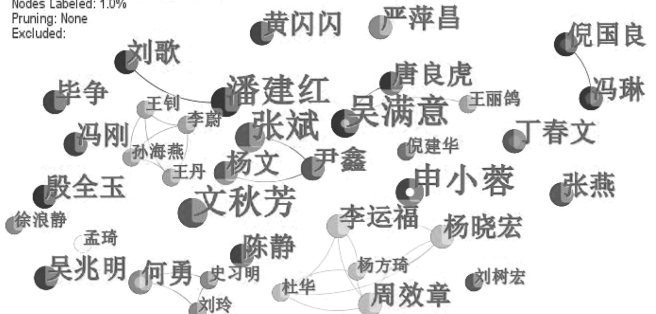 Nodes Labeled: 1.0%
Pruning: None
Excluded:
黄闪闪
严萍昌
倪国良
刘歌
唐良虎
冯琳
毕争
潘建红
王钊
吴满意
王丽鸽
李蔚
张斌
冯刚
丁春文
孙海燕
杨文
尹鑫
倪建华
王丹
殷全玉
申小蓉
张燕
文秋芳
徐浪静
李运福
杨晓宏
孟琦
陈静
吴兆明
何勇
史习明
杨方琦
刘树宏
杜华
周效章
刘玲